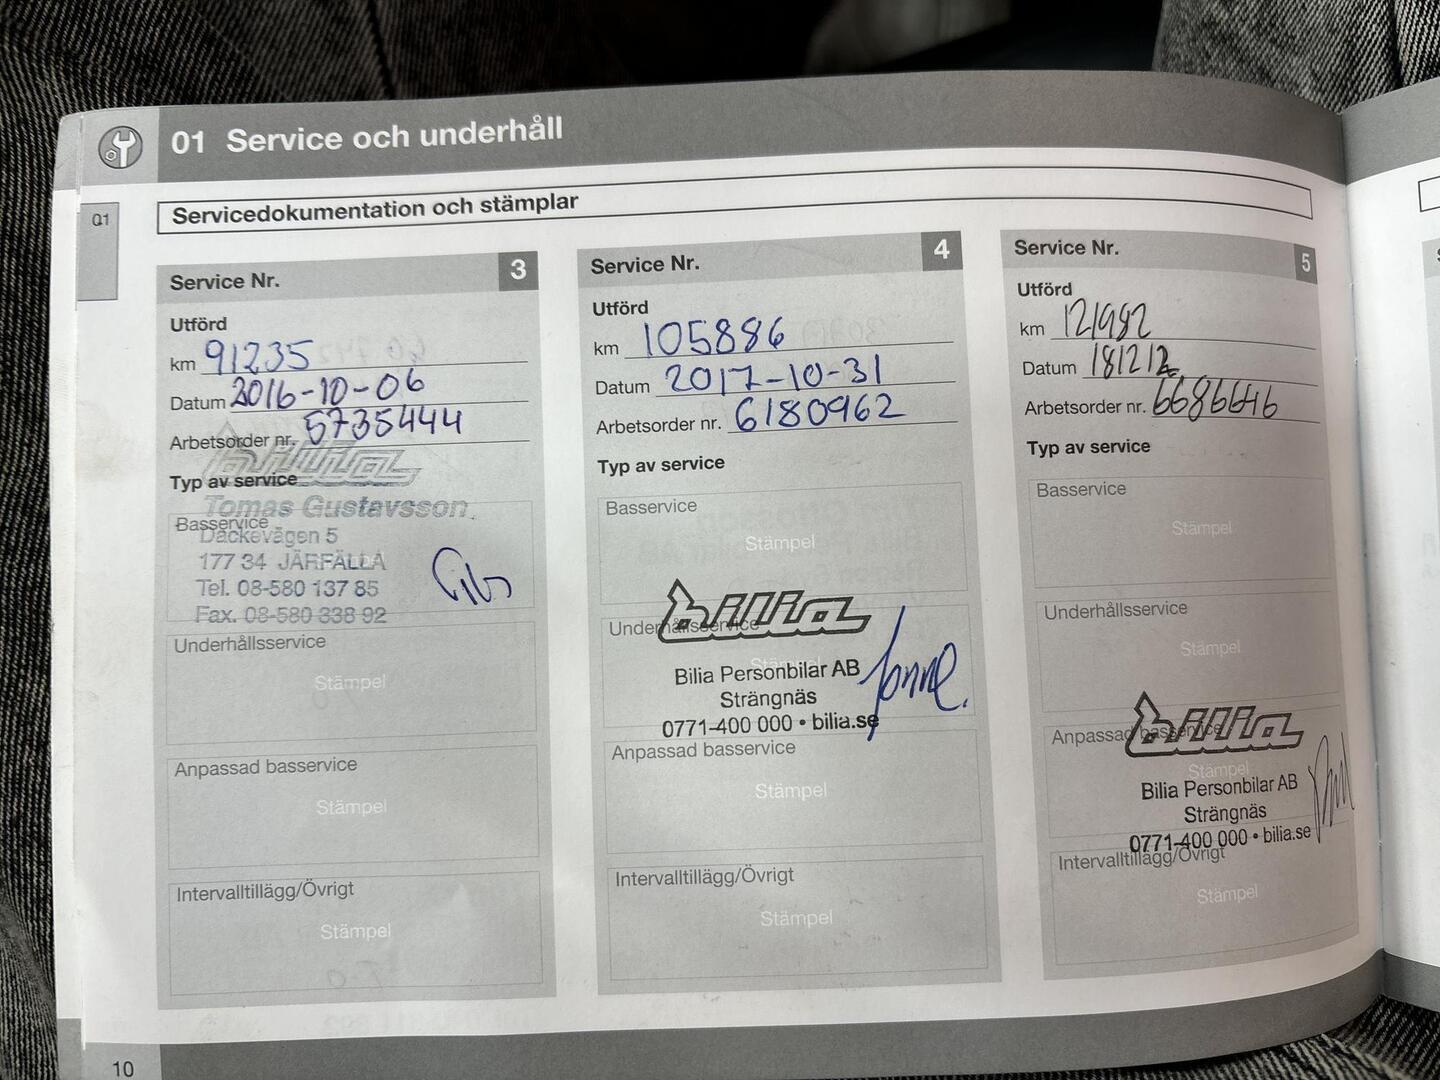 01 Service och underhåll
01
Servicedokumentation och stämplar
Service Nr. 3
Utförd
km 91235
Datum 2016-10-06
Arbetsorder nr. 5735444
Typ av service
bilia
Tomas Gustavsson
Basservice
Däckevägen 5
177 34 JÄRFÄLLA
Tel. 08-580 137 85
Fax. 08-580 338 92
Underhållsservice
Stämpel
Anpassad basservice
Stämpel
Intervalltillägg/Övrigt
Stämpel
Service Nr. 4
Utförd
km 105886
Datum 2017-10-31
Arbetsorder nr. 6180962
Typ av service
Basservice
Stämpel
bilia
Underhållsservice
Stämpel
Bilia Personbilar AB
Strängnäs
0771-400 000 • bilia.se
Anpassad basservice
Stämpel
Intervalltillägg/Övrigt
Stämpel
Service Nr. 5
Utförd
km 121982
Datum 181212
Arbetsorder nr. 6686646
Typ av service
Basservice
Stämpel
Underhållsservice
Stämpel
bilia
Anpassad basservice
Stämpel
Bilia Personbilar AB
Strängnäs
0771-400 000 • bilia.se
Intervalltillägg/Övrigt
Stämpel
10